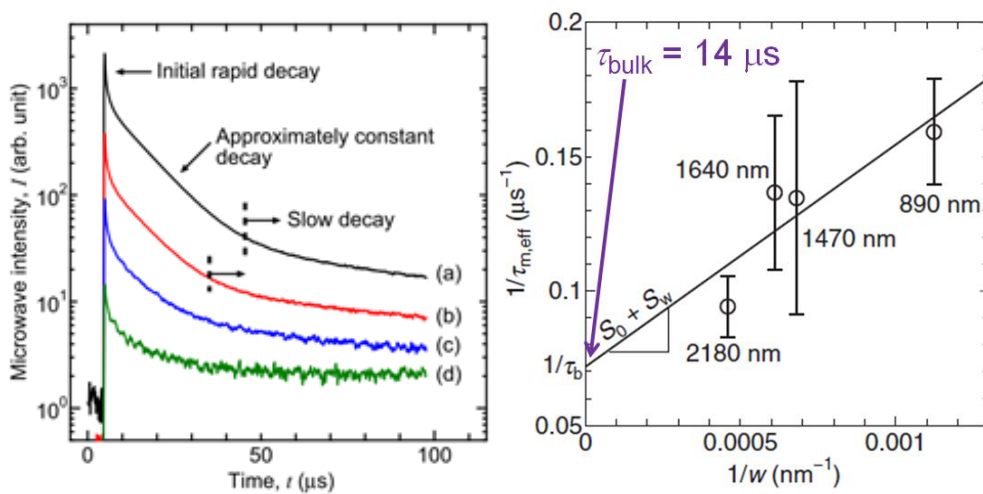 Microwave intensity, I (arb. unit)
10³
10²
10¹
10⁰
Initial rapid decay
Approximately constant
decay
Slow decay
(a)
(b)
(c)
(d)
0
50
100
Time, t (μs)
1/τm,eff (μs⁻¹)
0.2
0.15
0.1
1/τb
0.05
τbulk = 14 μs
1640 nm
1470 nm
890 nm
2180 nm
S₀ + Sw
0
0.0005
0.001
1/w (nm⁻¹)